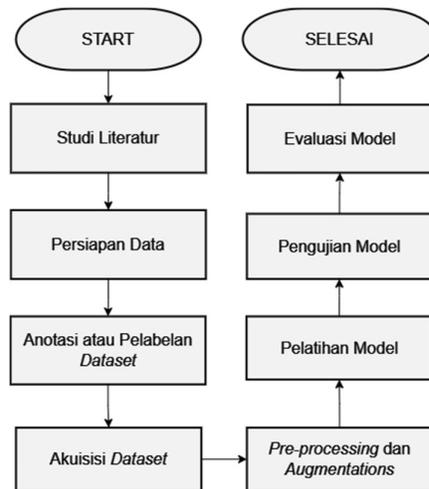 START
Studi Literatur
Persiapan Data
Anotasi atau Pelabelan
Dataset
Akuisisi Dataset
Pre-processing dan
Augmentations
Pelatihan Model
Pengujian Model
Evaluasi Model
SELESAI